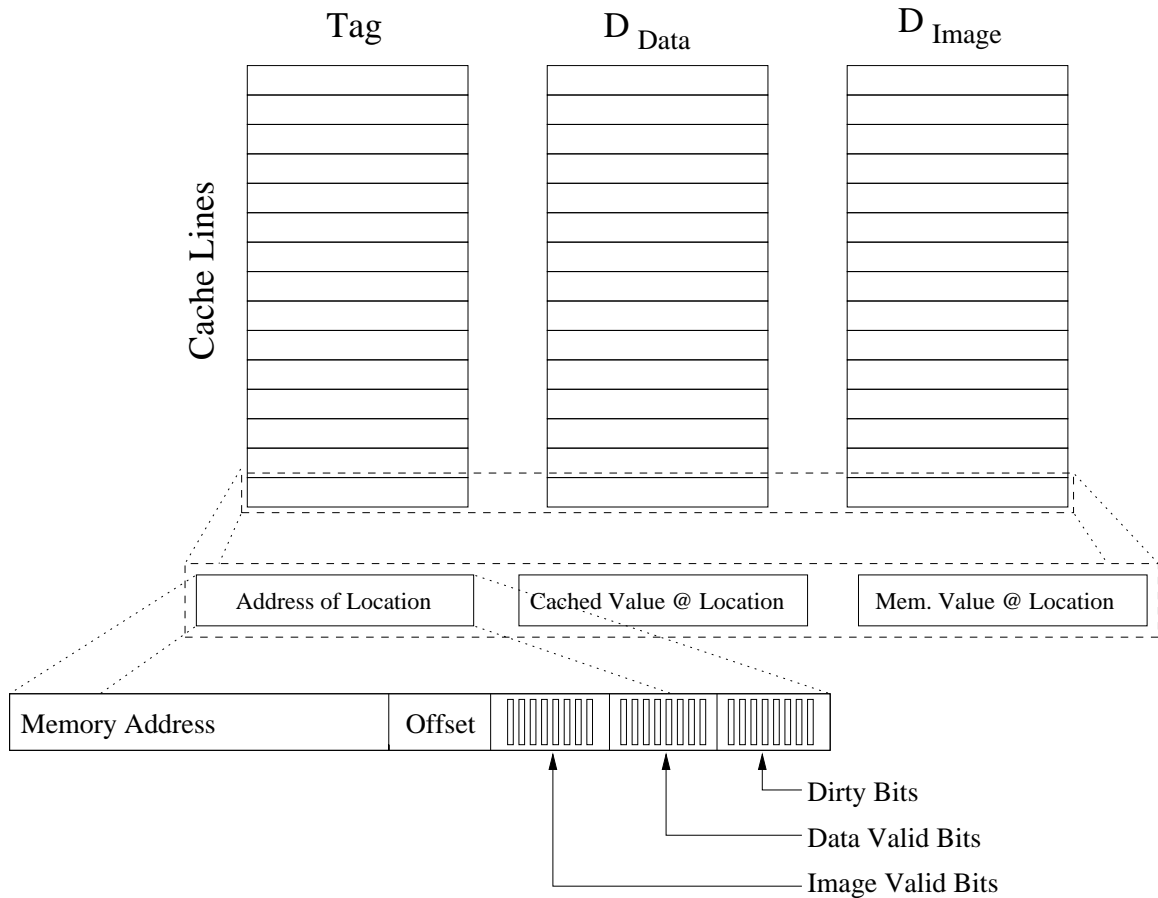 Tag
D Data
D Image
Cache Lines
Address of Location
Cached Value @ Location
Mem. Value @ Location
Memory Address
Offset
Dirty Bits
Data Valid Bits
Image Valid Bits